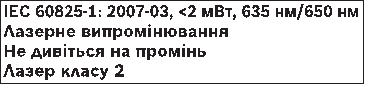 IEC 60825-1: 2007-03, <2 мВт, 635 нм/650 нм
Лазерне випромінювання
Не дивіться на промінь
Лазер класу 2